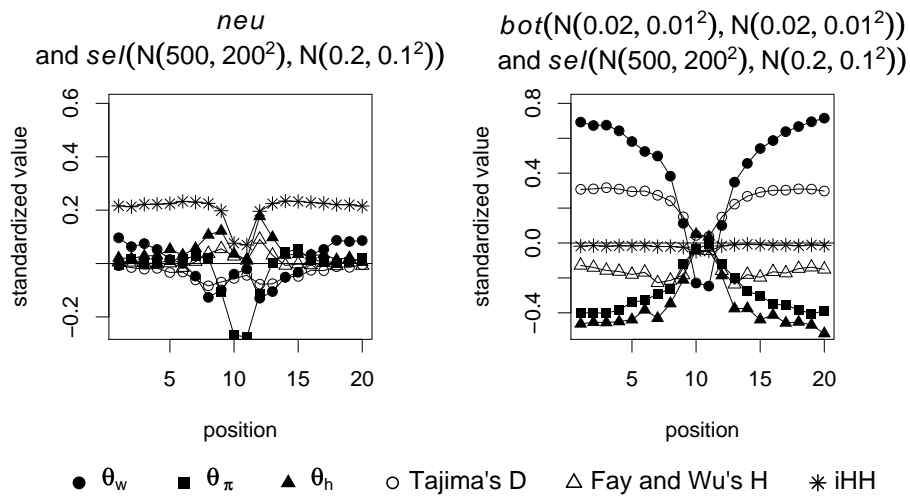 neu
and sel(N(500, 200²), N(0.2, 0.1²))
bot(N(0.02, 0.01²), N(0.02, 0.01²))
and sel(N(500, 200²), N(0.2, 0.1²))
standardized value
0.6
0.4
0.2
0.0
−0.2
5
10
15
20
position
standardized value
0.8
0.4
0.0
−0.4
5
10
15
20
position
θw
θπ
θh
Tajima's D
Fay and Wu's H
iHH